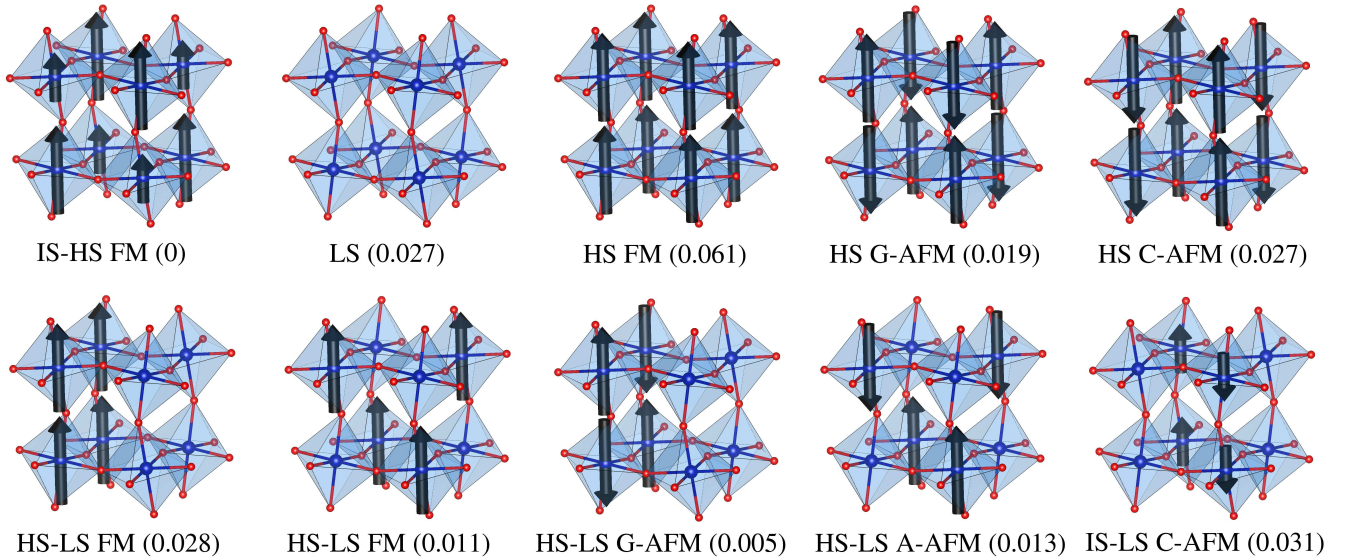 IS-HS FM (0) LS (0.027) HS FM (0.061) HS G-AFM (0.019) HS C-AFM (0.027)
HS-LS FM (0.028) HS-LS FM (0.011) HS-LS G-AFM (0.005) HS-LS A-AFM (0.013) IS-LS C-AFM (0.031)